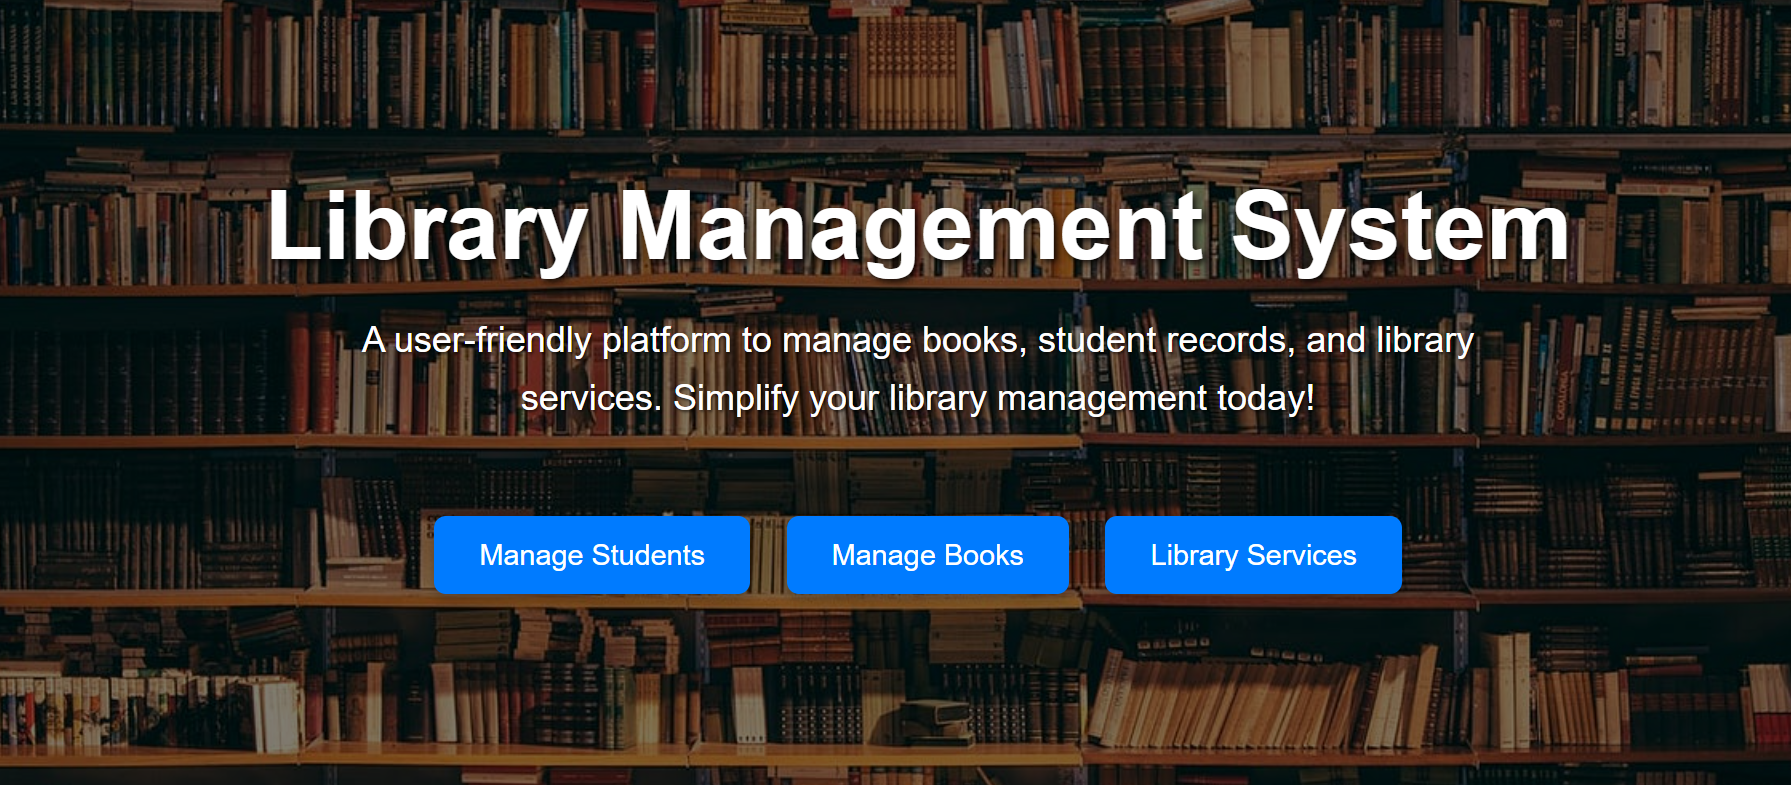 Library Management System
A user-friendly platform to manage books, student records, and library
services. Simplify your library management today!
Manage Students
Manage Books
Library Services